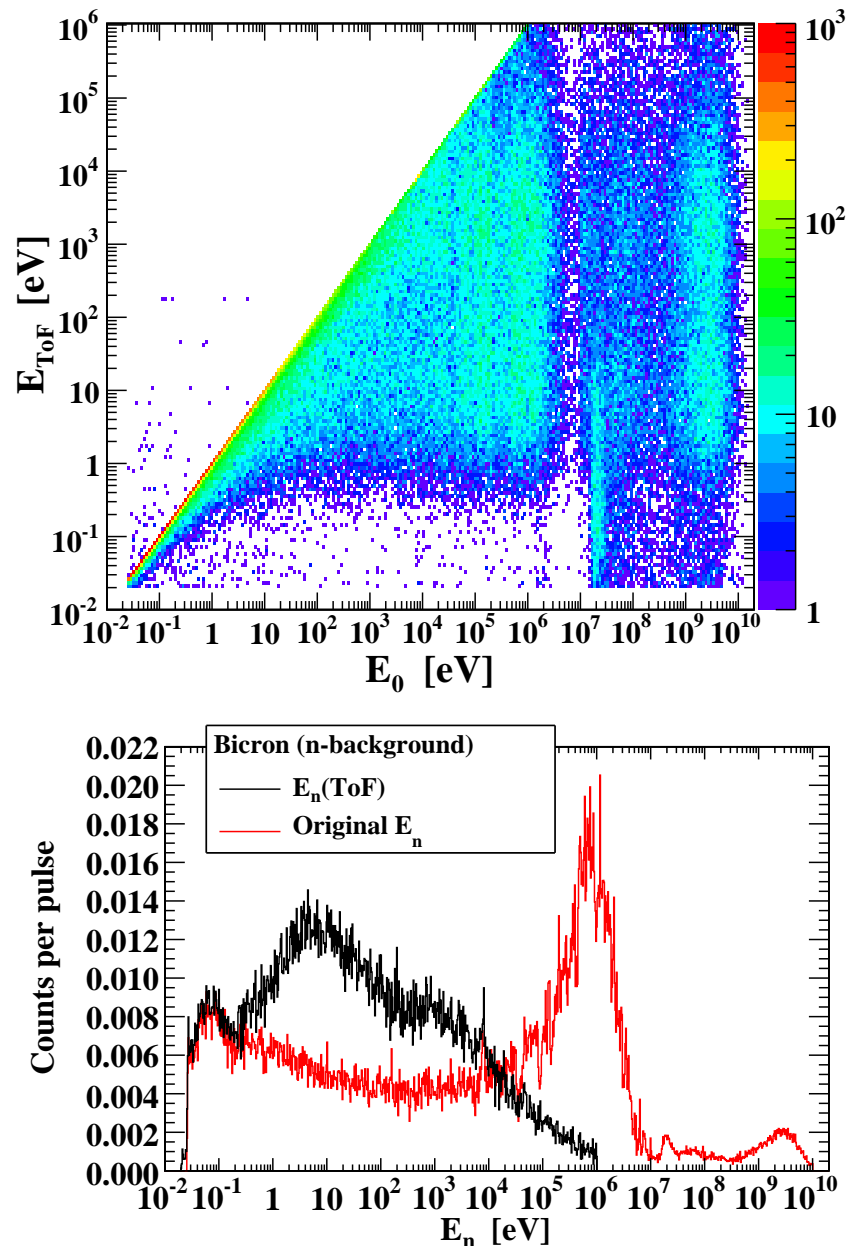 10^6
10^5
10^4
10^3
10^2
10
1
10^-1
10^-2
E_ToF [eV]
10^-2 10^-1 1 10 10^2 10^3 10^4 10^5 10^6 10^7 10^8 10^9 10^10
E_0 [eV]
10^3
10^2
10
1
Bicron (n-background)
E_n(ToF)
Original E_n
0.022
0.020
0.018
0.016
0.014
0.012
0.010
0.008
0.006
0.004
0.002
0.000
Counts per pulse
10^-2 10^-1 1 10 10^2 10^3 10^4 10^5 10^6 10^7 10^8 10^9 10^10
E_n [eV]